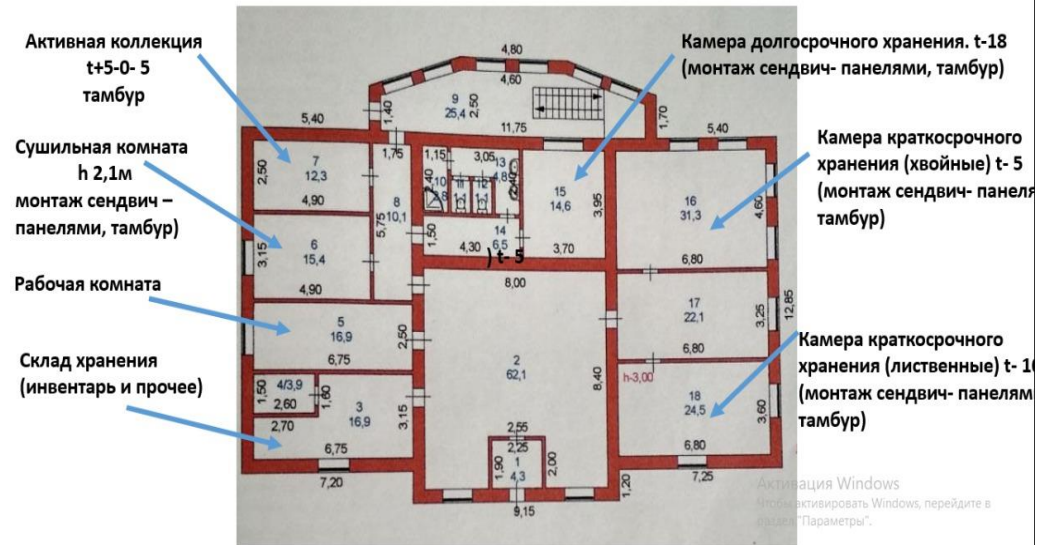 Активная коллекция
t+5-0- 5
тамбур
Сушильная комната
h 2,1м
монтаж сендвич –
панелями, тамбур)
Рабочая комната
Склад хранения
(инвентарь и прочее)
Камера долгосрочного хранения. t-18
(монтаж сендвич- панелями, тамбур)
Камера краткосрочного
хранения (хвойные) t- 5
(монтаж сендвич- панеля
тамбур)
Камера краткосрочного
хранения (лиственные) t- 10
(монтаж сендвич- панелям
тамбур)
4,80
4,60
9
25,4
2,50
1,40
11,75
1,70
5,40
5,40
7
12,3
2,50
4,90
1,75
8
10,1
5,75
6
15,4
3,15
4,90
5
16,9
2,50
6,75
4/3,9
1,50
2,60
1,60
2,70
3
16,9
3,15
6,75
7,20
1,15
3,05
13
4,8
14
6,5
1,50
4,30
) t- 5
15
14,6
3,95
3,70
16
31,3
4,60
6,80
17
22,1
3,25
6,80
12,85
h-3,00
18
24,5
3,60
6,80
7,25
1,20
8,00
2
62,1
8,40
2,55
2,25
1
4,3
1,90
2,00
9,15
Активация Windows
Чтобы активировать Windows, перейдите в
раздел "Параметры".